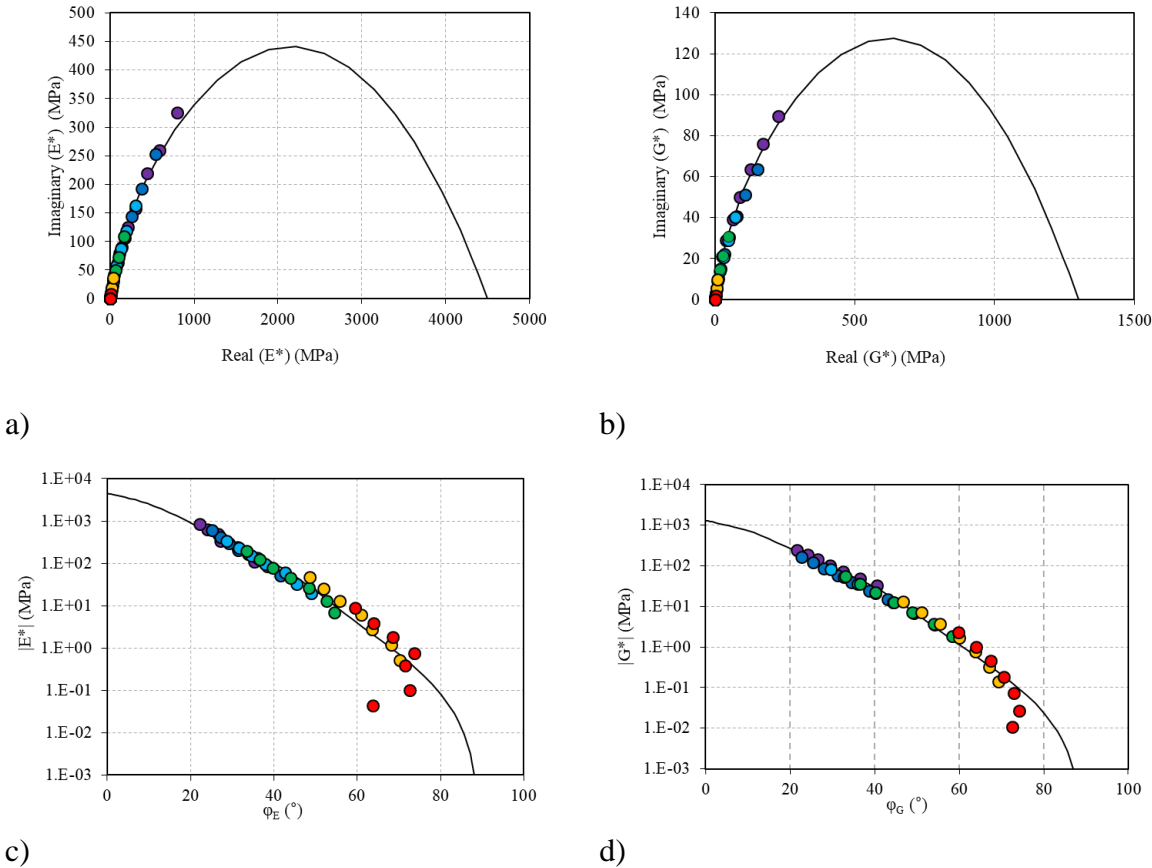 500
450
400
350
300
250
200
150
100
50
0
Imaginary (E*) (MPa)
0 1000 2000 3000 4000 5000
Real (E*) (MPa)
a)
140
120
100
80
60
40
20
0
Imaginary (G*) (MPa)
0 500 1000 1500
Real (G*) (MPa)
b)
1.E+04
1.E+03
1.E+02
1.E+01
1.E+00
1.E-01
1.E-02
1.E-03
|E*| (MPa)
0 20 40 60 80 100
φE (°)
c)
1.E+04
1.E+03
1.E+02
1.E+01
1.E+00
1.E-01
1.E-02
1.E-03
|G*| (MPa)
0 20 40 60 80 100
φG (°)
d)